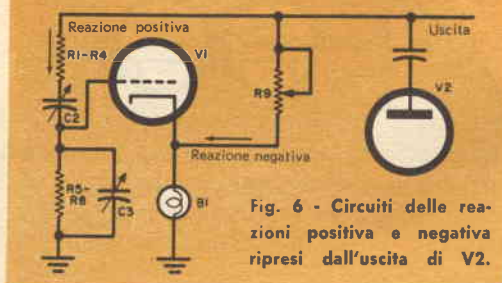 Reazione positiva
Uscita
R1-R4
V1
C2
R9
V2
Reazione negativa
R5-
R8
C3
B1
Fig. 6 - Circuiti delle rea-
zioni positiva e negativa
ripresi dall'uscita di V2.